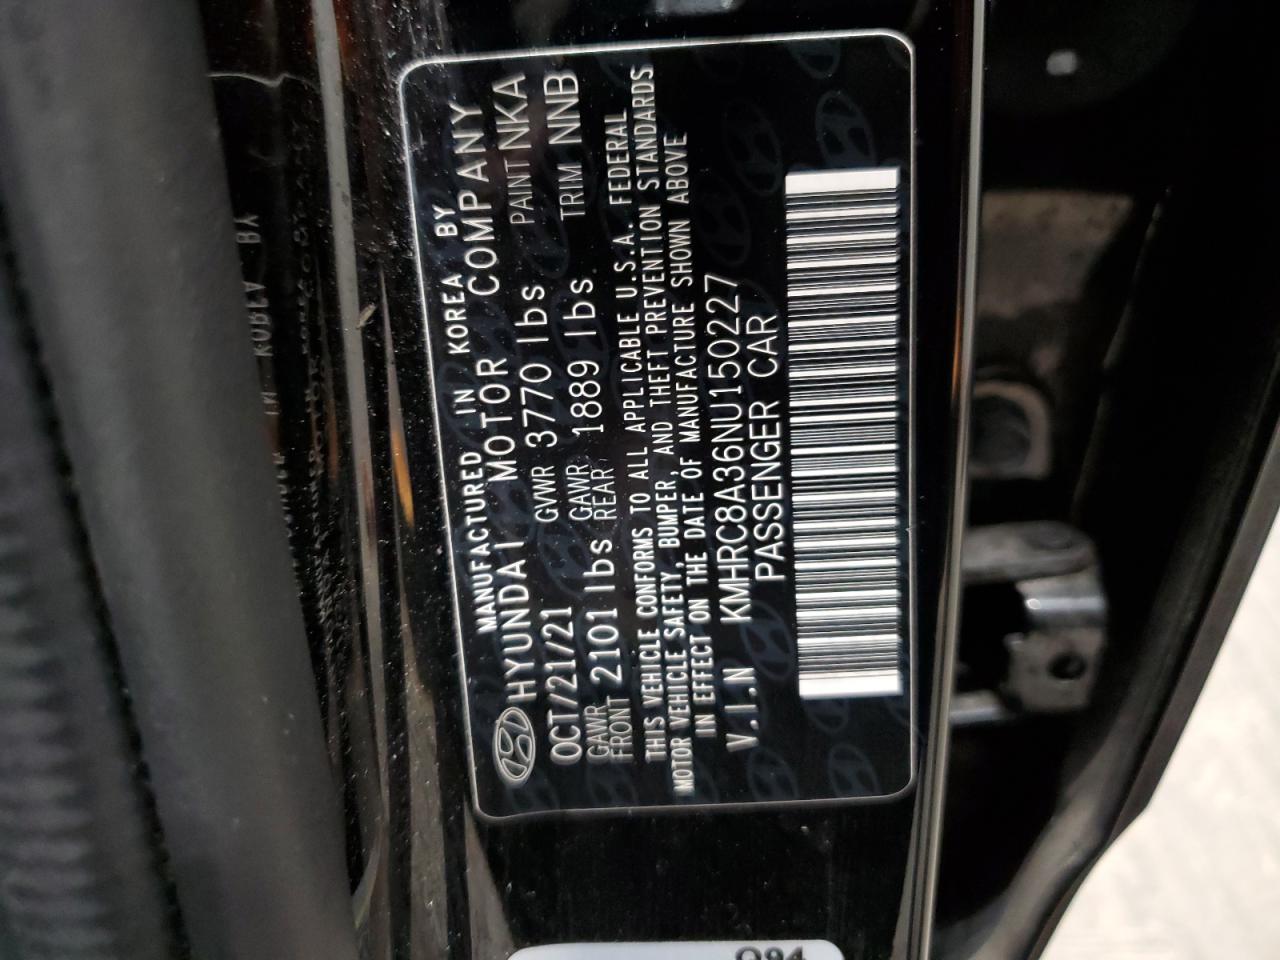 MANUFACTURED IN KOREA BY
HYUNDAI MOTOR COMPANY
OCT/21/21 GVWR 3770 lbs PAINT NKA
GAWR FRONT 2101 lbs GAWR REAR 1889 lbs TRIM NNB
THIS VEHICLE CONFORMS TO ALL APPLICABLE U.S.A. FEDERAL
MOTOR VEHICLE SAFETY, BUMPER, AND THEFT PREVENTION STANDARDS
IN EFFECT ON THE DATE OF MANUFACTURE SHOWN ABOVE
V.I.N KMHRC8A36NU150227
PASSENGER CAR